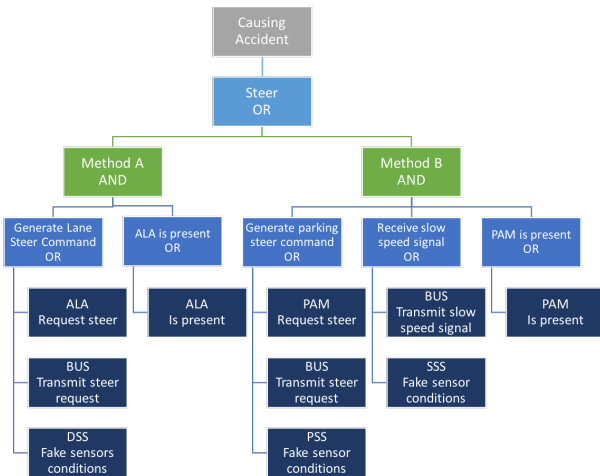 Causing
Accident
Steer
OR
Method A
AND
Method B
AND
Generate Lane
Steer Command
OR
ALA is present
OR
Generate parking
steer command
OR
Receive slow
speed signal
OR
PAM is present
OR
ALA
Request steer
ALA
Is present
PAM
Request steer
BUS
Transmit slow
speed signal
PAM
Is present
BUS
Transmit steer
request
BUS
Transmit steer
request
SSS
Fake sensor
conditions
DSS
Fake sensors
conditions
PSS
Fake sensor
conditions